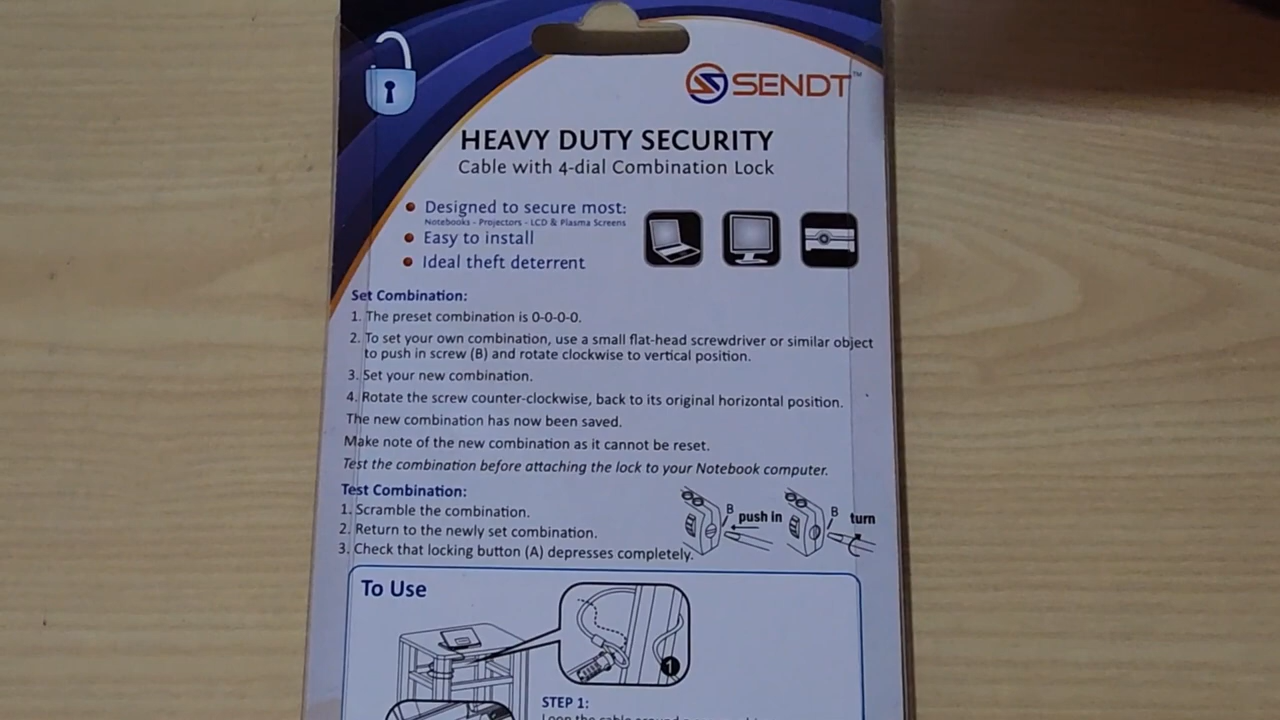 SENDT™
HEAVY DUTY SECURITY
Cable with 4-dial Combination Lock
Designed to secure most:
Notebooks - Projectors - LCD & Plasma Screens
Easy to install
Ideal theft deterrent
Set Combination:
1. The preset combination is 0-0-0-0.
2. To set your own combination, use a small flat-head screwdriver or similar object
to push in screw (B) and rotate clockwise to vertical position.
3. Set your new combination.
4. Rotate the screw counter-clockwise, back to its original horizontal position.
The new combination has now been saved.
Make note of the new combination as it cannot be reset.
Test the combination before attaching the lock to your Notebook computer.
Test Combination:
1. Scramble the combination.
2. Return to the newly set combination.
3. Check that locking button (A) depresses completely.
B push in
B turn
To Use
1
STEP 1:
Loop the cable around